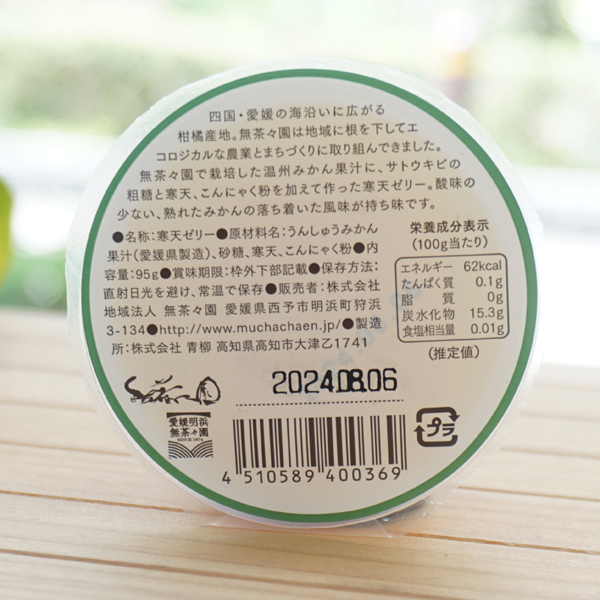 四国・愛媛の海沿いに広がる
柑橘産地。無茶々園は地域に根を下してエ
コロジカルな農業とまちづくりに取り組んできました。
無茶々園で栽培した温州みかん果汁に、サトウキビの
粗糖と寒天、こんにゃく粉を加えて作った寒天ゼリー。酸味の
少ない、熟れたみかんの落ち着いた風味が持ち味です。
●名称:寒天ゼリー●原材料名:うんしゅうみかん
果汁(愛媛県製造)、砂糖、寒天、こんにゃく粉●内
容量:95g●賞味期限:枠外下部記載●保存方法:
直射日光を避け、常温で保存●販売者:株式会社
地域法人 無茶々園 愛媛県西予市明浜町狩浜
3-134●http://www.muchachaen.jp/●製造
所:株式会社 青柳 高知県高知市大津乙1741
栄養成分表示
(100g当たり)
エネルギー 62kcal
たんぱく質 0.1g
脂質 0g
炭水化物 15.3g
食塩相当量 0.01g
(推定値)
2024.08.06
愛媛明浜
無茶々園
SINCE 1974
プラ
4 510589 400369